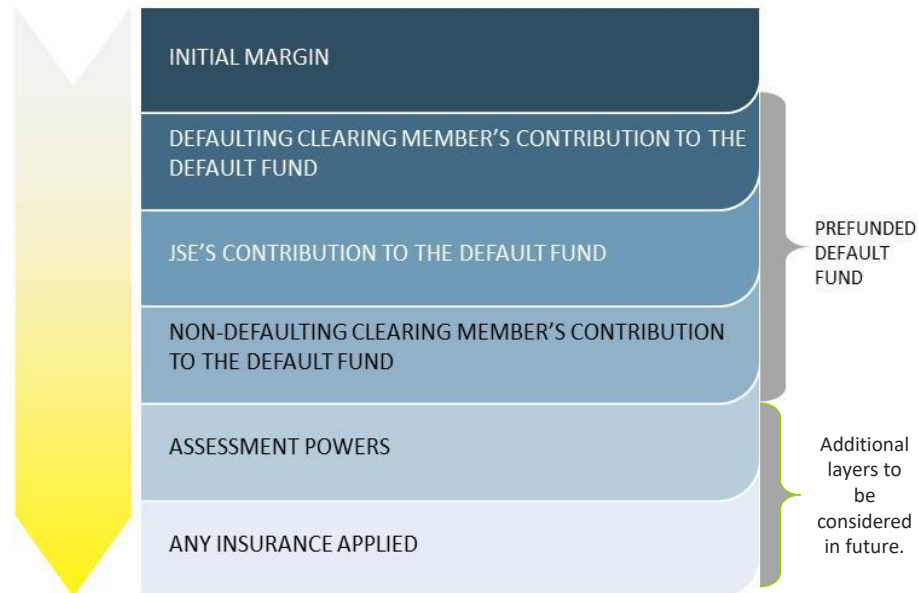 INITIAL MARGIN
DEFAULTING CLEARING MEMBER'S CONTRIBUTION TO THE
DEFAULT FUND
JSE'S CONTRIBUTION TO THE DEFAULT FUND
NON-DEFAULTING CLEARING MEMBER'S CONTRIBUTION
TO THE DEFAULT FUND
PREFUNDED
DEFAULT
FUND
ASSESSMENT POWERS
ANY INSURANCE APPLIED
Additional
layers to
be
considered
in future.